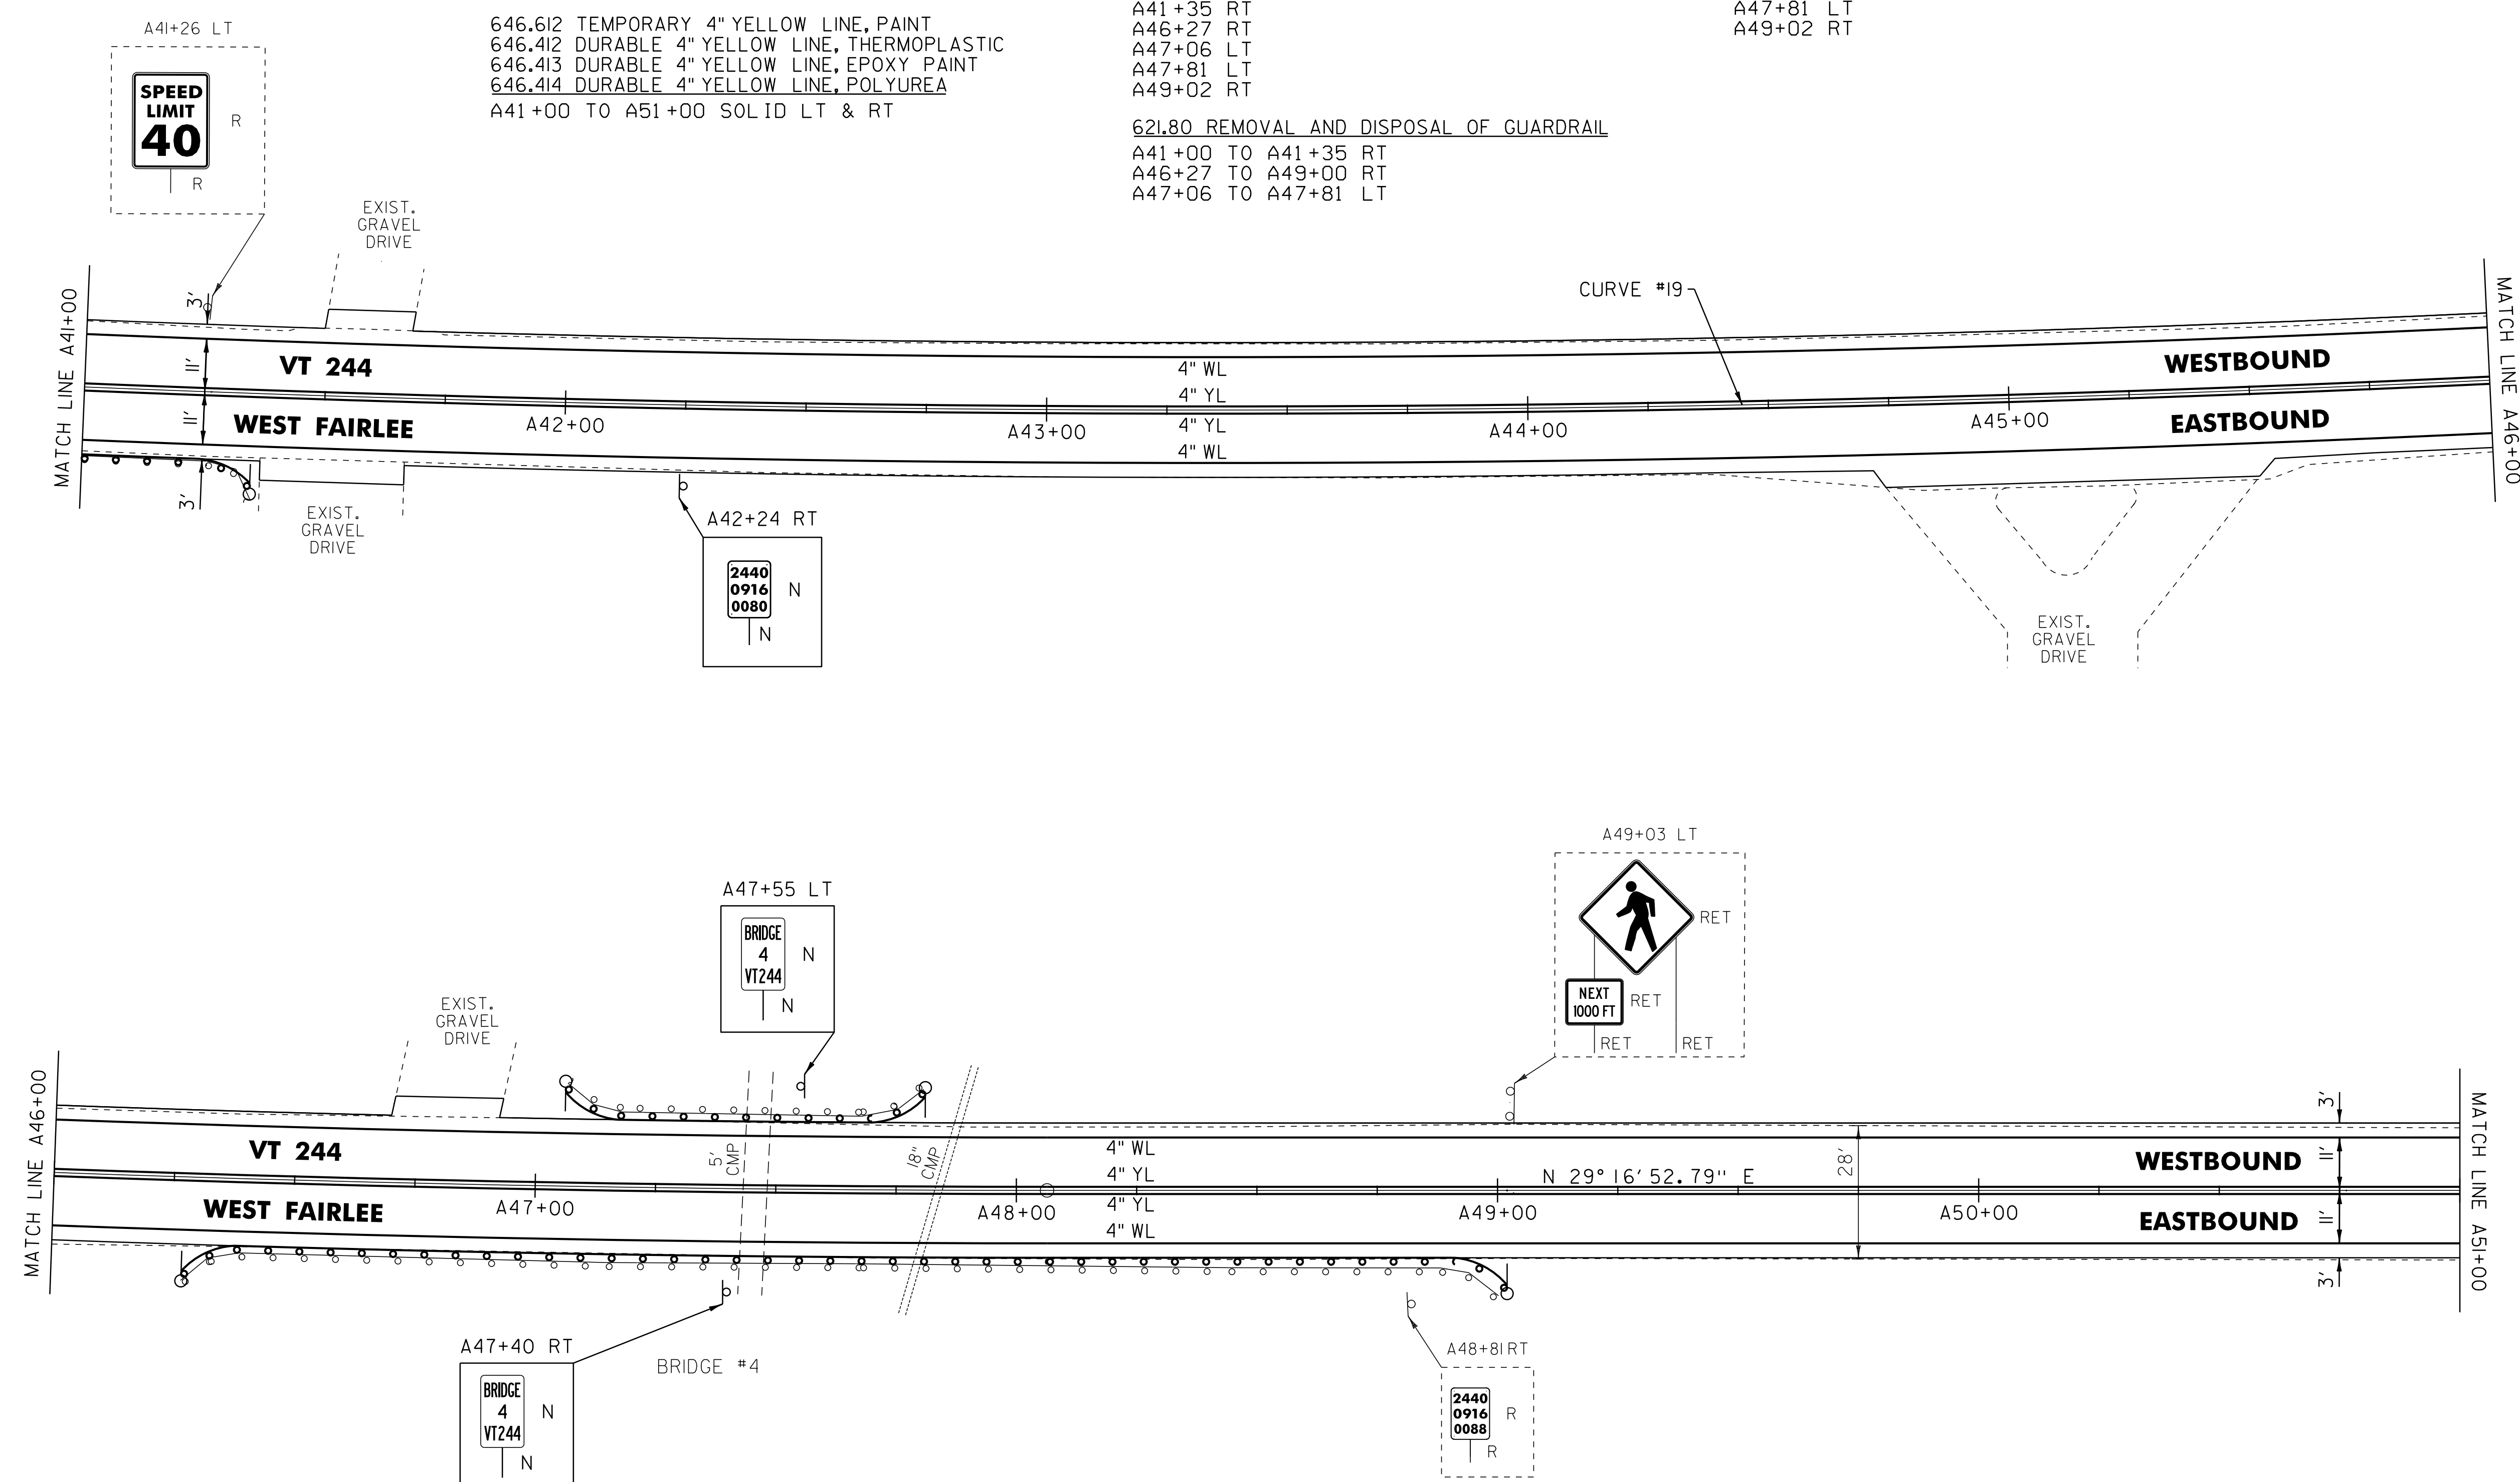 646.612 TEMPORARY 4" YELLOW LINE, PAINT
646.412 DURABLE 4" YELLOW LINE, THERMOPLASTIC
646.413 DURABLE 4" YELLOW LINE, EPOXY PAINT
646.414 DURABLE 4" YELLOW LINE, POLYUREA
A41+00 TO A51+00 SOLID LT & RT
A41+35 RT
A46+27 RT
A47+06 LT
A47+81 LT
A49+02 RT
621.80 REMOVAL AND DISPOSAL OF GUARDRAIL
A41+00 TO A41+35 RT
A46+27 TO A49+00 RT
A47+06 TO A47+81 LT
A47+81 LT
A49+02 RT
A41+26 LT
SPEED
LIMIT
40
R
R
EXIST.
GRAVEL
DRIVE
MATCH LINE A41+00
3'
11'
VT 244
11'
WEST FAIRLEE
3'
EXIST.
GRAVEL
DRIVE
A42+00
A43+00
A44+00
A45+00
4" WL
4" YL
4" YL
4" WL
CURVE #19
WESTBOUND
EASTBOUND
MATCH LINE A46+00
A42+24 RT
2440
0916
0080
N
N
EXIST.
GRAVEL
DRIVE
A47+55 LT
BRIDGE
4
VT244
N
N
A49+03 LT
RET
NEXT
1000 FT
RET
RET
RET
EXIST.
GRAVEL
DRIVE
MATCH LINE A46+00
VT 244
WEST FAIRLEE
A47+00
5'
CMP
18"
CMP
A48+00
4" WL
4" YL
4" YL
4" WL
A49+00
N 29° 16' 52.79" E
28'
A50+00
WESTBOUND
EASTBOUND
3'
11'
11'
3'
MATCH LINE A51+00
A47+40 RT
BRIDGE
4
VT244
N
N
BRIDGE #4
A48+81 RT
2440
0916
0088
R
R